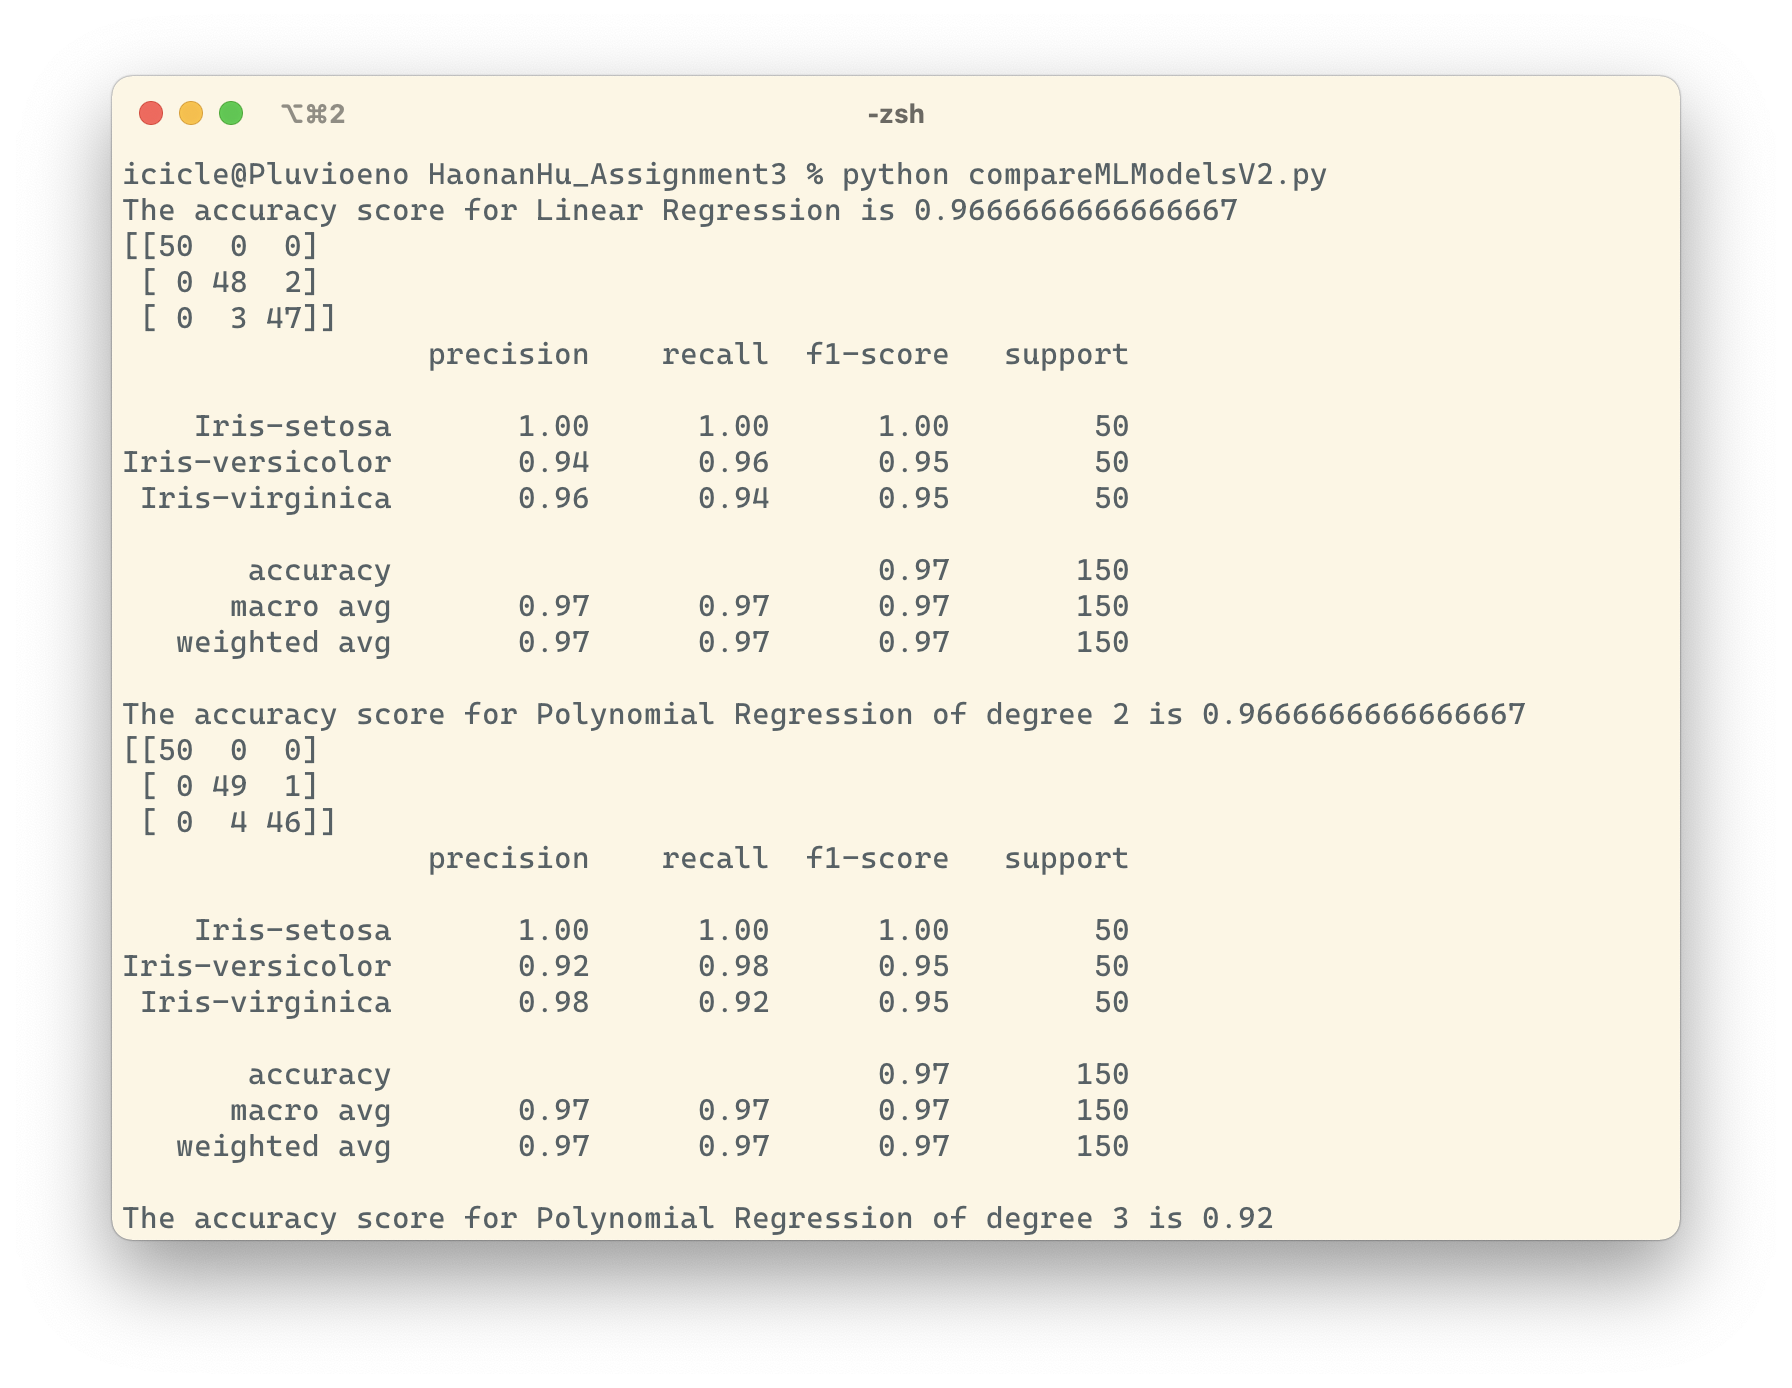 ⌥⌘2
-zsh
icicle@Pluvioeno HaonanHu_Assignment3 % python compareMLModelsV2.py
The accuracy score for Linear Regression is 0.9666666666666667
[[50  0  0]
 [ 0 48  2]
 [ 0  3 47]]
                 precision    recall  f1-score   support

    Iris-setosa       1.00      1.00      1.00        50
Iris-versicolor       0.94      0.96      0.95        50
 Iris-virginica       0.96      0.94      0.95        50

       accuracy                           0.97       150
      macro avg       0.97      0.97      0.97       150
   weighted avg       0.97      0.97      0.97       150

The accuracy score for Polynomial Regression of degree 2 is 0.9666666666666667
[[50  0  0]
 [ 0 49  1]
 [ 0  4 46]]
                 precision    recall  f1-score   support

    Iris-setosa       1.00      1.00      1.00        50
Iris-versicolor       0.92      0.98      0.95        50
 Iris-virginica       0.98      0.92      0.95        50

       accuracy                           0.97       150
      macro avg       0.97      0.97      0.97       150
   weighted avg       0.97      0.97      0.97       150

The accuracy score for Polynomial Regression of degree 3 is 0.92